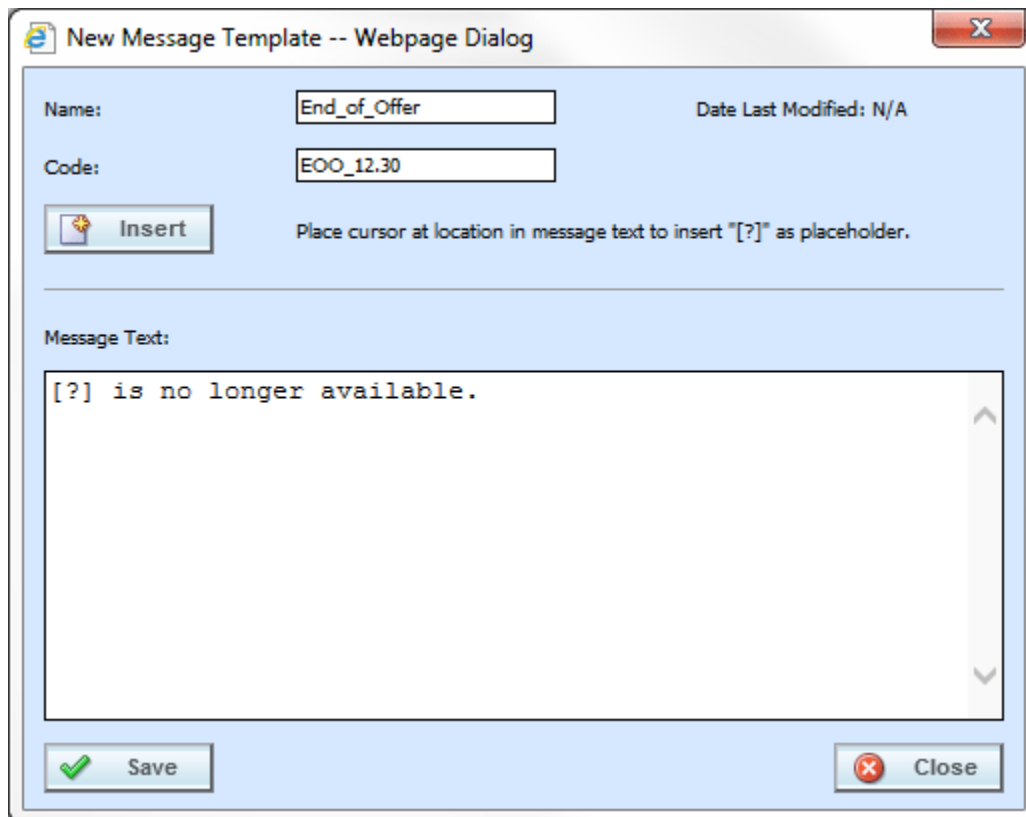 New Message Template -- Webpage Dialog
Name: End_of_Offer Date Last Modified: N/A
Code: EOO_12.30
Insert Place cursor at location in message text to insert "[?]" as placeholder.
Message Text:
[?] is no longer available.
Save Close